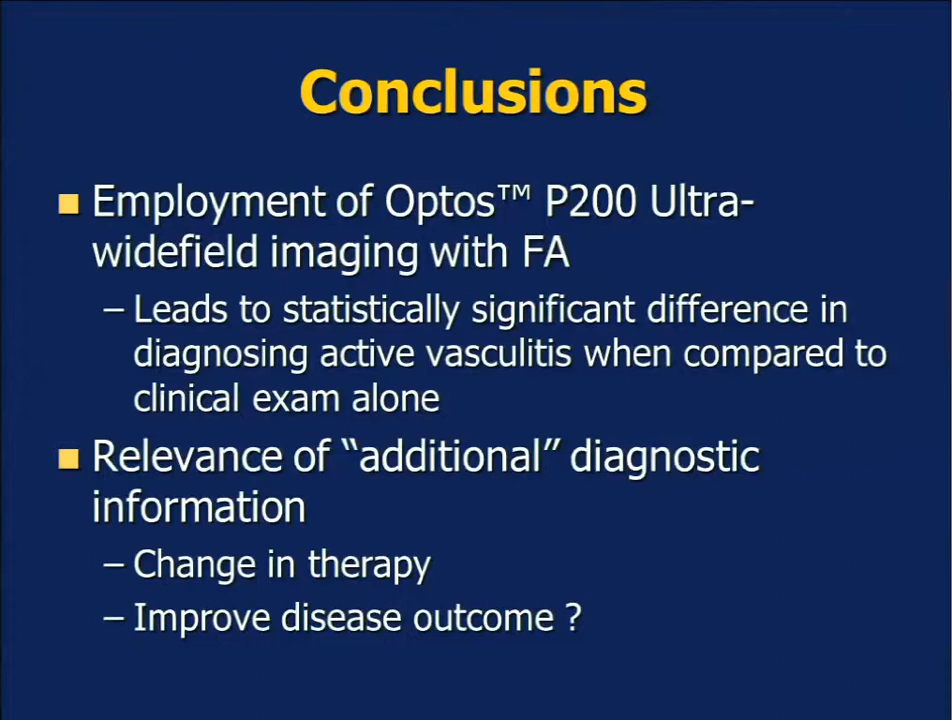 Conclusions
■ Employment of Optos™ P200 Ultra-
widefield imaging with FA
– Leads to statistically significant difference in
diagnosing active vasculitis when compared to
clinical exam alone
■ Relevance of “additional” diagnostic
information
– Change in therapy
– Improve disease outcome ?